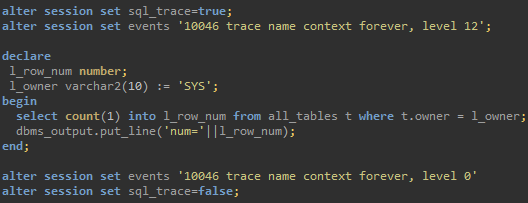 alter session set sql_trace=true;
alter session set events '10046 trace name context forever, level 12';
declare
l_row_num number;
l_owner varchar2(10) := 'SYS';
begin
select count(1) into l_row_num from all_tables t where t.owner = l_owner;
dbms_output.put_line('num='||l_row_num);
end;
alter session set events '10046 trace name context forever, level 0'
alter session set sql_trace=false;